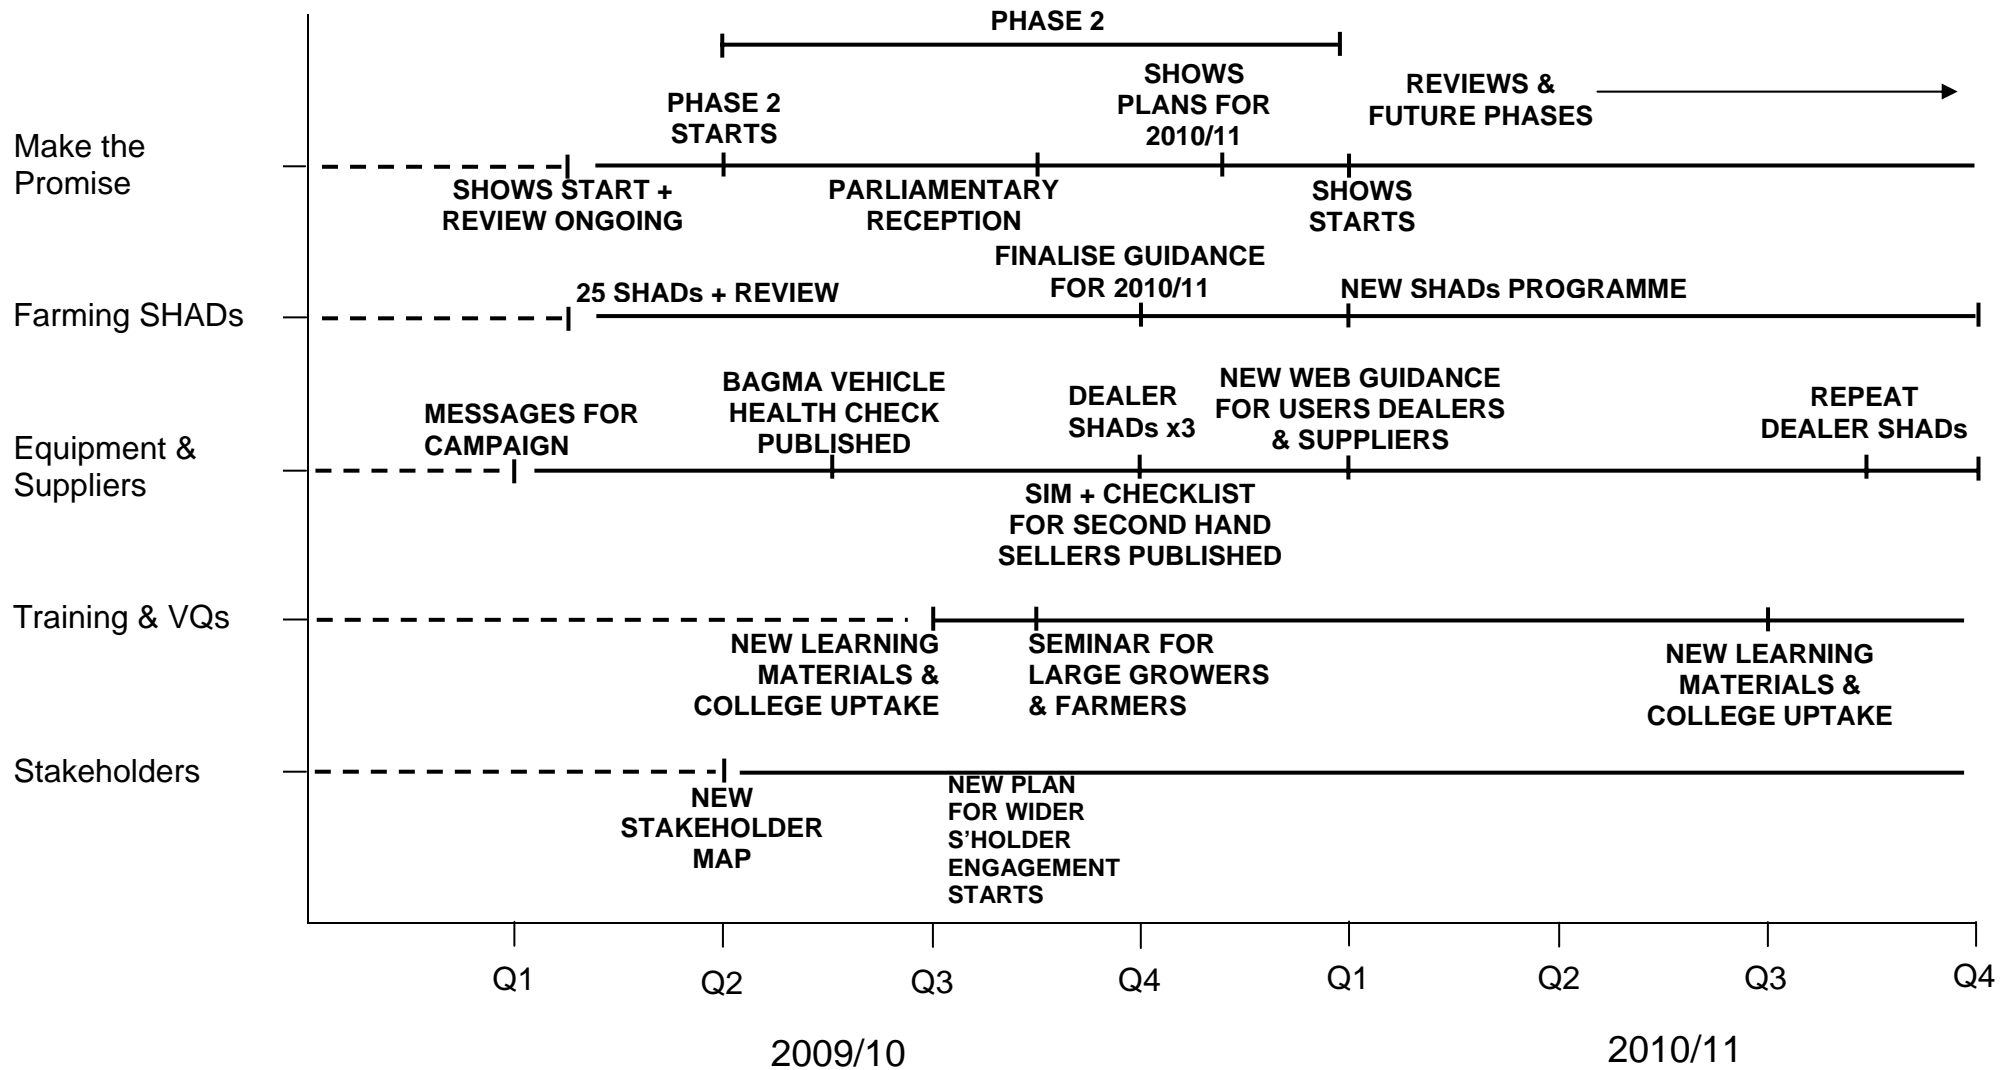 PHASE 2
PHASE 2
STARTS
SHOWS
PLANS FOR
2010/11
REVIEWS &
FUTURE PHASES
Make the
Promise
SHOWS START +
REVIEW ONGOING
PARLIAMENTARY
RECEPTION
SHOWS
STARTS
Farming SHADs
25 SHADs + REVIEW
FINALISE GUIDANCE
FOR 2010/11
NEW SHADs PROGRAMME
Equipment &
Suppliers
MESSAGES FOR
CAMPAIGN
BAGMA VEHICLE
HEALTH CHECK
PUBLISHED
DEALER
SHADs x3
NEW WEB GUIDANCE
FOR USERS DEALERS
& SUPPLIERS
REPEAT
DEALER SHADs
SIM + CHECKLIST
FOR SECOND HAND
SELLERS PUBLISHED
Training & VQs
NEW LEARNING
MATERIALS &
COLLEGE UPTAKE
SEMINAR FOR
LARGE GROWERS
& FARMERS
NEW LEARNING
MATERIALS &
COLLEGE UPTAKE
Stakeholders
NEW
STAKEHOLDER
MAP
NEW PLAN
FOR WIDER
S’HOLDER
ENGAGEMENT
STARTS
Q1
Q2
Q3
Q4
Q1
Q2
Q3
Q4
2009/10
2010/11